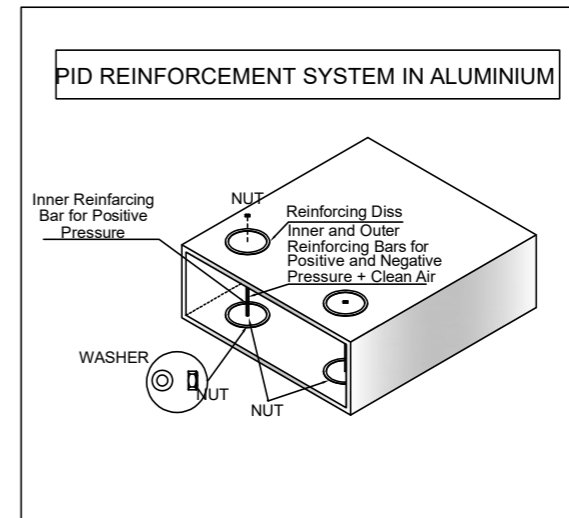 PID REINFORCEMENT SYSTEM IN ALUMINIUM
Inner Reinfarcing
Bar for Positive
Pressure
NUT
Reinforcing Diss
Inner and Outer
Reinforcing Bars for
Positive and Negative
Pressure + Clean Air
WASHER
NUT
NUT